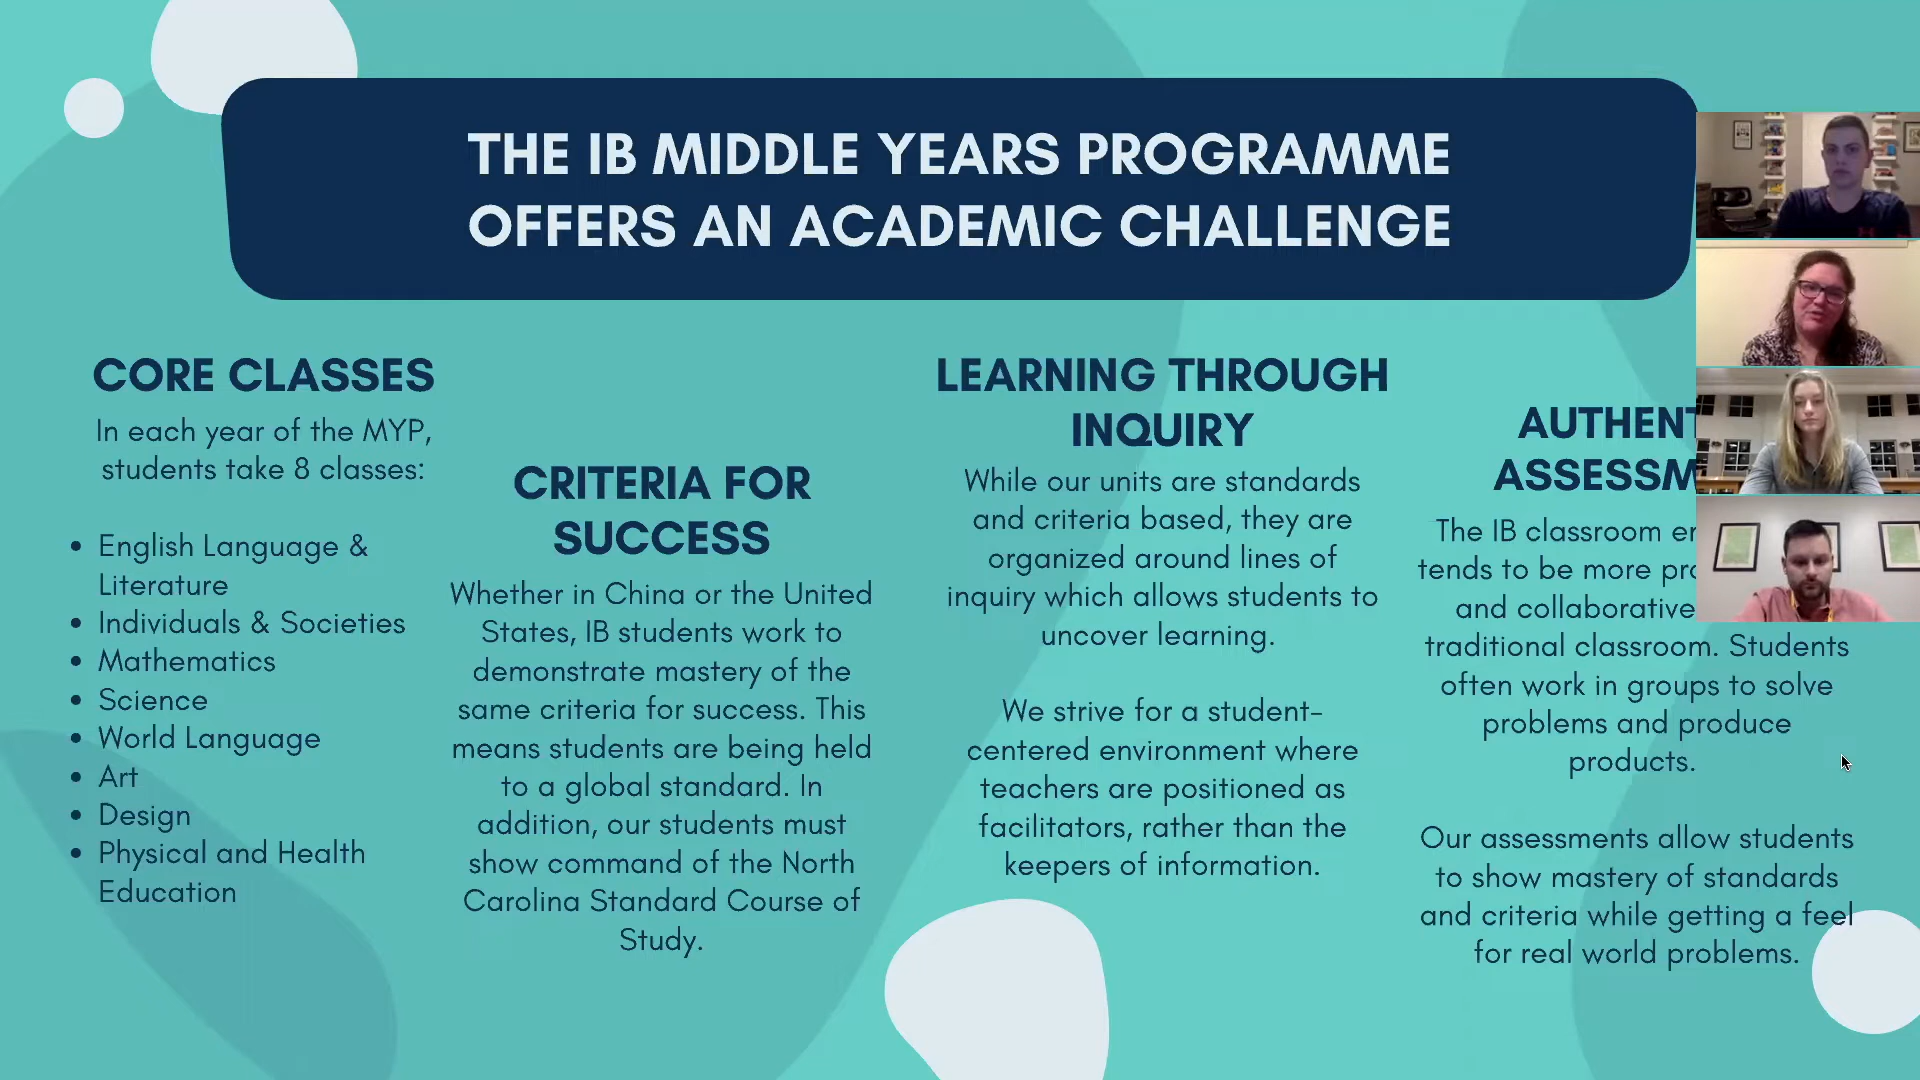 THE IB MIDDLE YEARS PROGRAMME
OFFERS AN ACADEMIC CHALLENGE
CORE CLASSES
In each year of the MYP,
students take 8 classes:
• English Language &
Literature
• Individuals & Societies
• Mathematics
• Science
• World Language
• Art
• Design
• Physical and Health
Education
CRITERIA FOR
SUCCESS
Whether in China or the United
States, IB students work to
demonstrate mastery of the
same criteria for success. This
means students are being held
to a global standard. In
addition, our students must
show command of the North
Carolina Standard Course of
Study.
LEARNING THROUGH
INQUIRY
While our units are standards
and criteria based, they are
organized around lines of
inquiry which allows students to
uncover learning.
We strive for a student-
centered environment where
teachers are positioned as
facilitators, rather than the
keepers of information.
The IB classroom
tends to be more
and collaborative
traditional classroom. Students
often work in groups to solve
problems and produce
products.
Our assessments allow students
to show mastery of standards
and criteria while getting a feel
for real world problems.